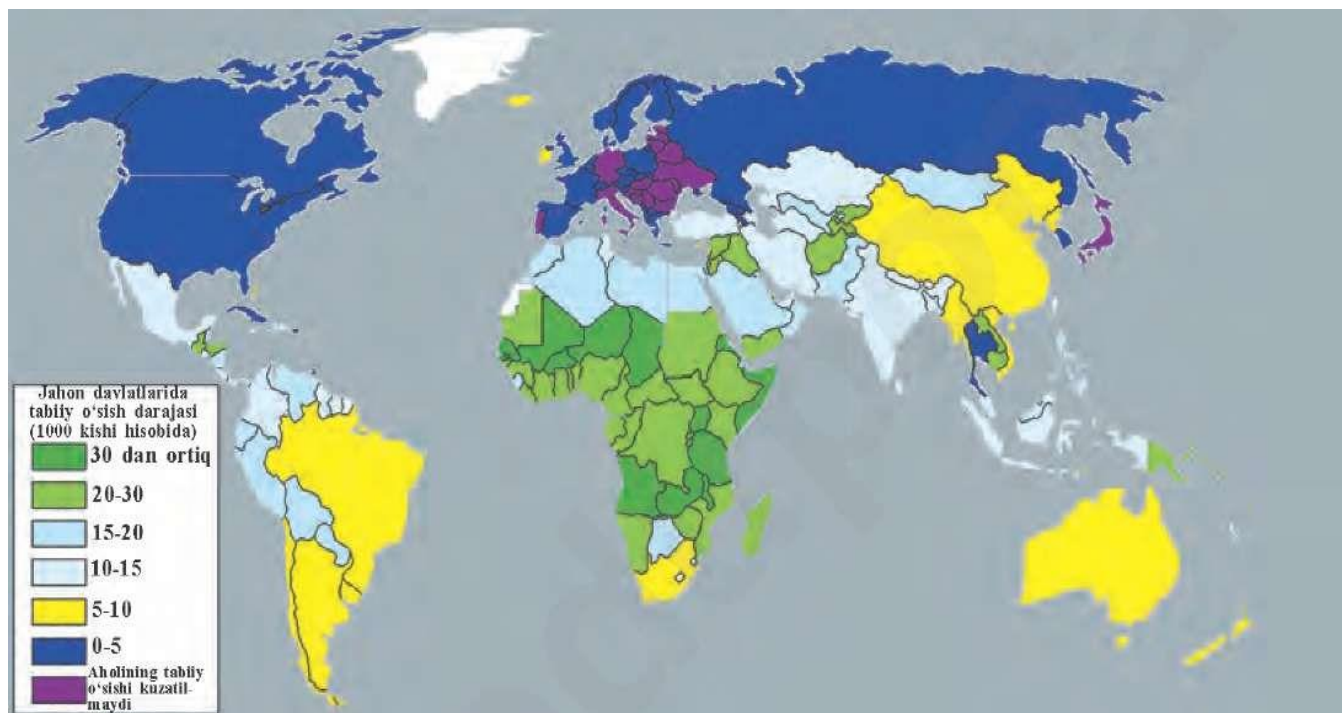 Jahon davlatlarida
tabiiy o‘sish darajasi
(1000 kishi hisobida)
30 dan ortiq
20-30
15-20
10-15
5-10
0-5
Aholining tabiiy
o‘sishi kuzatil-
maydi